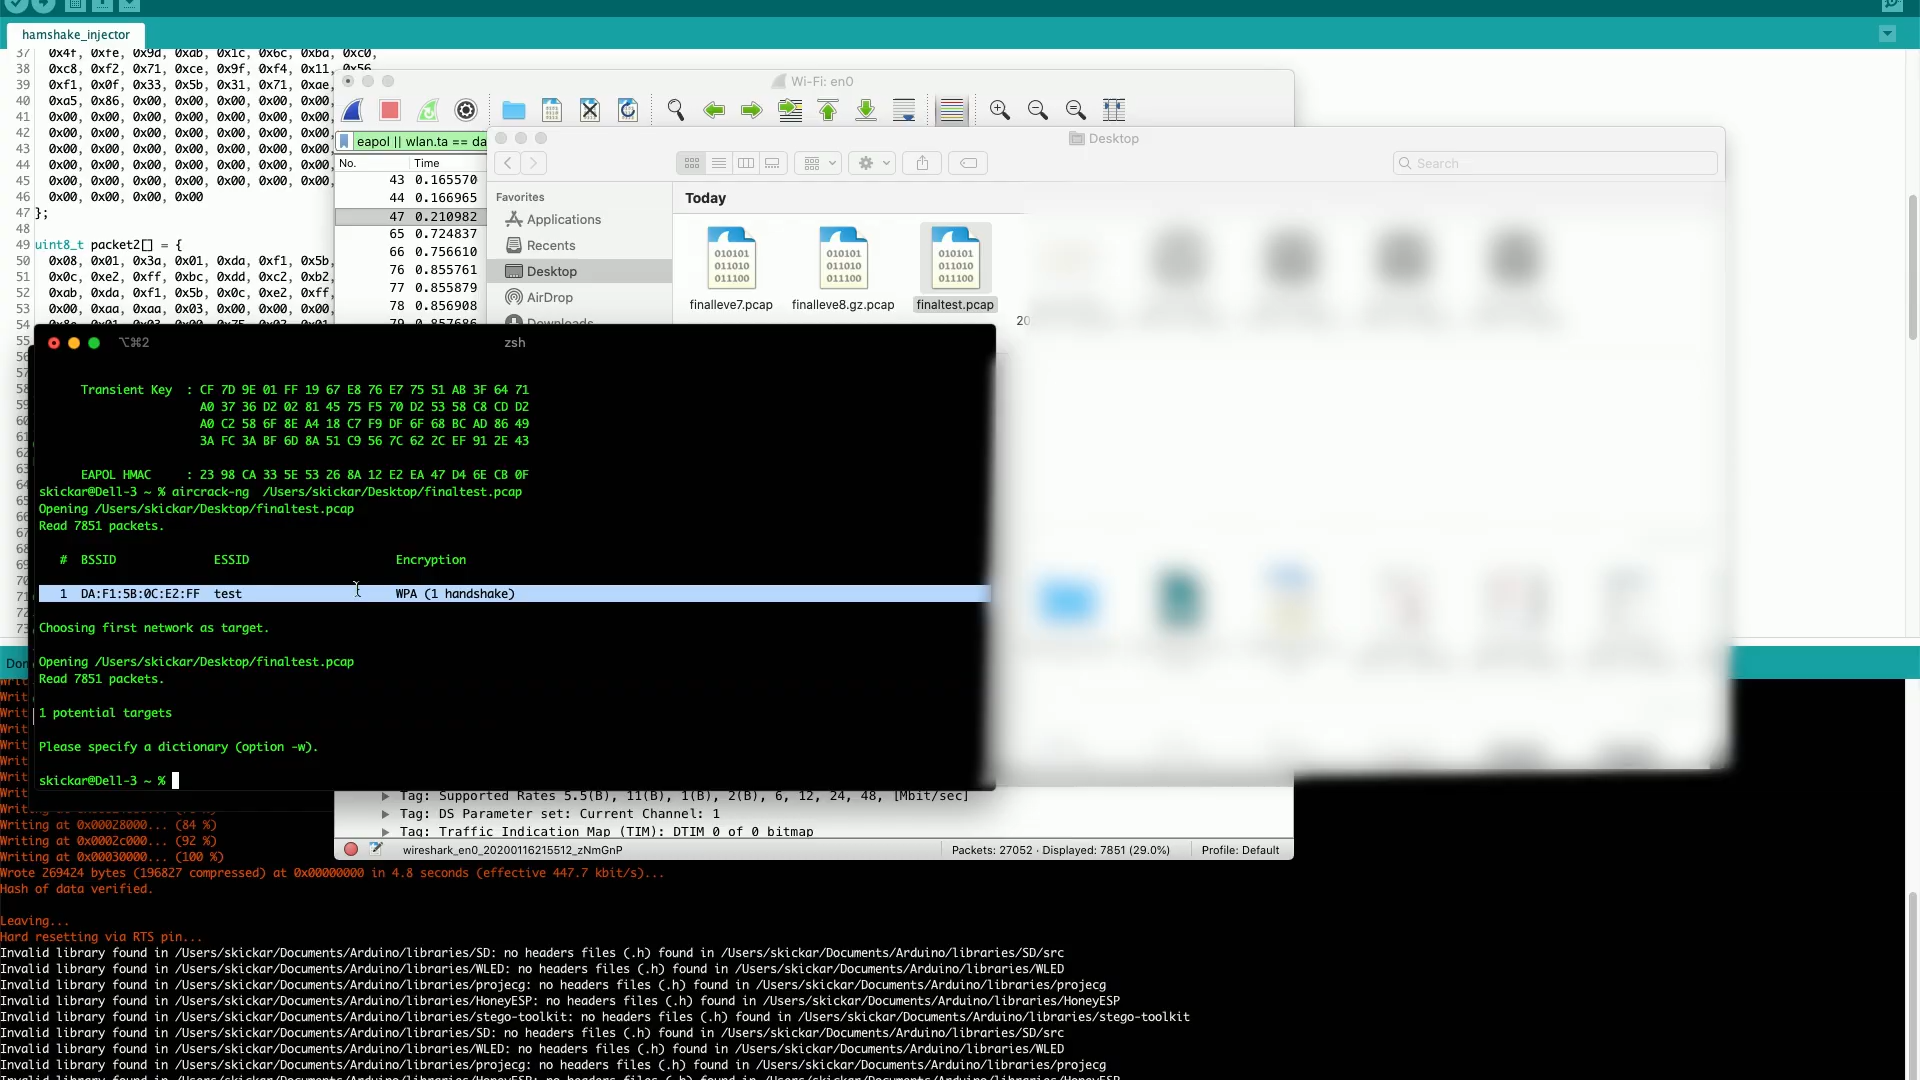 hamshake_injector
37 0x4f, 0xfe, 0x9d, 0xab, 0x1c, 0x6c, 0xba, 0xc0,
38 0xc8, 0xf2, 0x71, 0xce, 0x9f, 0xf4, 0x11, 0x56
39 0xf1, 0x0f, 0x33, 0x5b, 0x31, 0x71, 0xae,
40 0xa5, 0x86, 0x00, 0x00, 0x00, 0x00, 0x00,
41 0x00, 0x00, 0x00, 0x00, 0x00, 0x00, 0x00,
42 0x00, 0x00, 0x00, 0x00, 0x00, 0x00, 0x00,
43 0x00, 0x00, 0x00, 0x00, 0x00, 0x00, 0x00,
44 0x00, 0x00, 0x00, 0x00, 0x00, 0x00, 0x00,
45 0x00, 0x00, 0x00, 0x00, 0x00, 0x00, 0x00,
46 0x00, 0x00, 0x00, 0x00
47 };
48
49 uint8_t packet2[] = {
50 0x08, 0x01, 0x3a, 0x01, 0xda, 0xf1, 0x5b,
51 0x0c, 0xe2, 0xff, 0xbc, 0xdd, 0xc2, 0xb2,
52 0xab, 0xda, 0xf1, 0x5b, 0x0c, 0xe2, 0xff,
53 0x00, 0xaa, 0xaa, 0x03, 0x00, 0x00, 0x00,
54
Wi-Fi: en0
eapol || wlan.ta == da
No. Time
43 0.165570
44 0.166965
47 0.210982
65 0.724837
66 0.756610
76 0.855761
77 0.855879
78 0.856908
79 0.857686
Desktop
Search
Favorites
Applications
Recents
Desktop
AirDrop
Downloads
Today
finalleve7.pcap
finalleve8.gz.pcap
finaltest.pcap
20
⌥⌘2
zsh
Transient Key : CF 7D 9E 01 FF 19 67 E8 76 E7 75 51 AB 3F 64 71
A0 37 36 D2 02 81 45 75 F5 70 D2 53 58 C8 CD D2
A0 C2 58 6F 8E A4 18 C7 F9 DF 6F 68 BC AD 86 49
3A FC 3A BF 6D 8A 51 C9 56 7C 62 2C EF 91 2E 43
EAPOL HMAC : 23 98 CA 33 5E 53 26 8A 12 E2 EA 47 D4 6E CB 0F
skickar@Dell-3 ~ % aircrack-ng /Users/skickar/Desktop/finaltest.pcap
Opening /Users/skickar/Desktop/finaltest.pcap
Read 7851 packets.
# BSSID ESSID Encryption
1 DA:F1:5B:0C:E2:FF test WPA (1 handshake)
Choosing first network as target.
Opening /Users/skickar/Desktop/finaltest.pcap
Read 7851 packets.
1 potential targets
Please specify a dictionary (option -w).
skickar@Dell-3 ~ %
Tag: Supported Rates 5.5(B), 11(B), 1(B), 2(B), 6, 12, 24, 48, [Mbit/sec]
Tag: DS Parameter set: Current Channel: 1
Tag: Traffic Indication Map (TIM): DTIM 0 of 0 bitmap
wireshark_en0_20200116215512_zNmGnP
Packets: 27052 · Displayed: 7851 (29.0%)
Profile: Default
Writing at 0x00028000... (84 %)
Writing at 0x0002c000... (92 %)
Writing at 0x00030000... (100 %)
Wrote 269424 bytes (196827 compressed) at 0x00000000 in 4.8 seconds (effective 447.7 kbit/s)...
Hash of data verified.
Leaving...
Hard resetting via RTS pin...
Invalid library found in /Users/skickar/Documents/Arduino/libraries/SD: no headers files (.h) found in /Users/skickar/Documents/Arduino/libraries/SD/src
Invalid library found in /Users/skickar/Documents/Arduino/libraries/WLED: no headers files (.h) found in /Users/skickar/Documents/Arduino/libraries/WLED
Invalid library found in /Users/skickar/Documents/Arduino/libraries/projecg: no headers files (.h) found in /Users/skickar/Documents/Arduino/libraries/projecg
Invalid library found in /Users/skickar/Documents/Arduino/libraries/HoneyESP: no headers files (.h) found in /Users/skickar/Documents/Arduino/libraries/HoneyESP
Invalid library found in /Users/skickar/Documents/Arduino/libraries/stego-toolkit: no headers files (.h) found in /Users/skickar/Documents/Arduino/libraries/stego-toolkit
Invalid library found in /Users/skickar/Documents/Arduino/libraries/SD: no headers files (.h) found in /Users/skickar/Documents/Arduino/libraries/SD/src
Invalid library found in /Users/skickar/Documents/Arduino/libraries/WLED: no headers files (.h) found in /Users/skickar/Documents/Arduino/libraries/WLED
Invalid library found in /Users/skickar/Documents/Arduino/libraries/projecg: no headers files (.h) found in /Users/skickar/Documents/Arduino/libraries/projecg